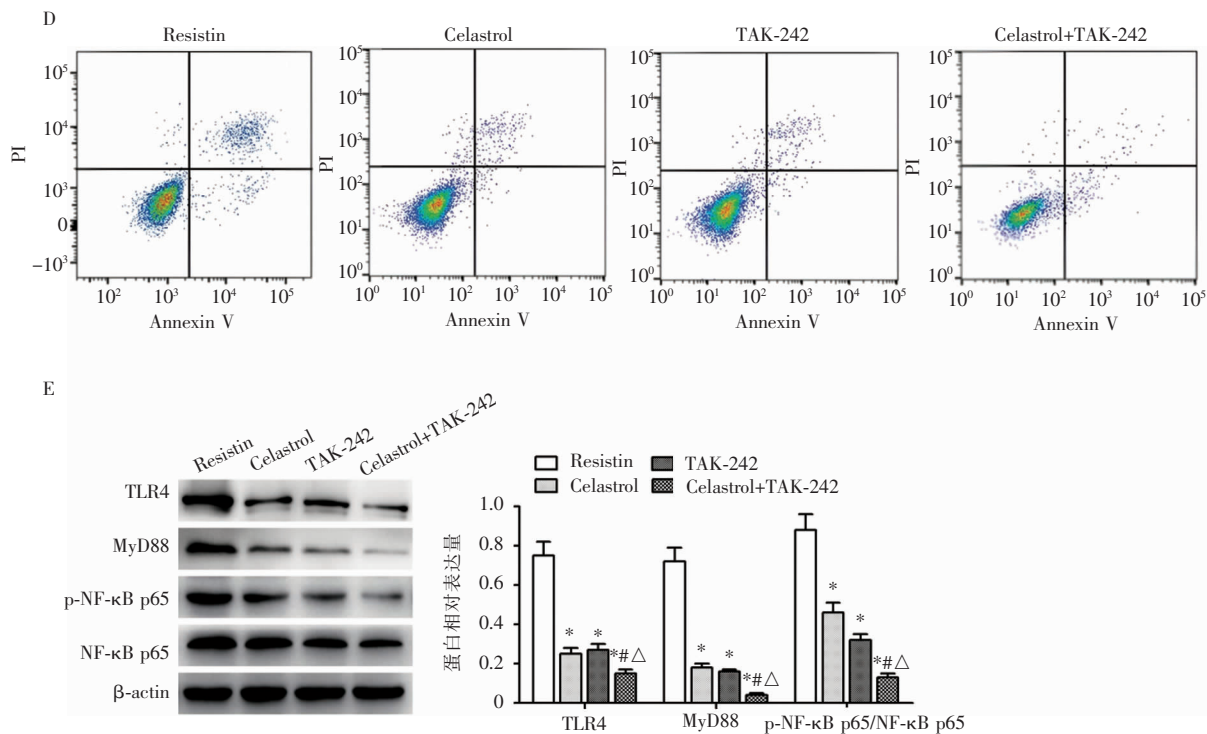 D
Resistin
Celastrol
TAK-242
Celastrol+TAK-242
PI
10⁵
10⁴
10³
0
−10³
10² 10³ 10⁴ 10⁵
Annexin V
PI
10⁵
10⁴
10³
10²
10¹
10⁰
10⁰ 10¹ 10² 10³ 10⁴ 10⁵
Annexin V
PI
10⁵
10⁴
10³
10²
10¹
10⁰
10⁰ 10¹ 10² 10³ 10⁴ 10⁵
Annexin V
PI
10⁵
10⁴
10³
10²
10¹
10⁰
10⁰ 10¹ 10² 10³ 10⁴ 10⁵
Annexin V
E
Resistin Celastrol TAK-242 Celastrol+TAK-242
TLR4
MyD88
p-NF-κB p65
NF-κB p65
β-actin
Resistin TAK-242
Celastrol Celastrol+TAK-242
蛋白相对表达量
1.0
0.8
0.6
0.4
0.2
0
* * *#△
* * *#△
* * *#△
TLR4 MyD88 p-NF-κB p65/NF-κB p65